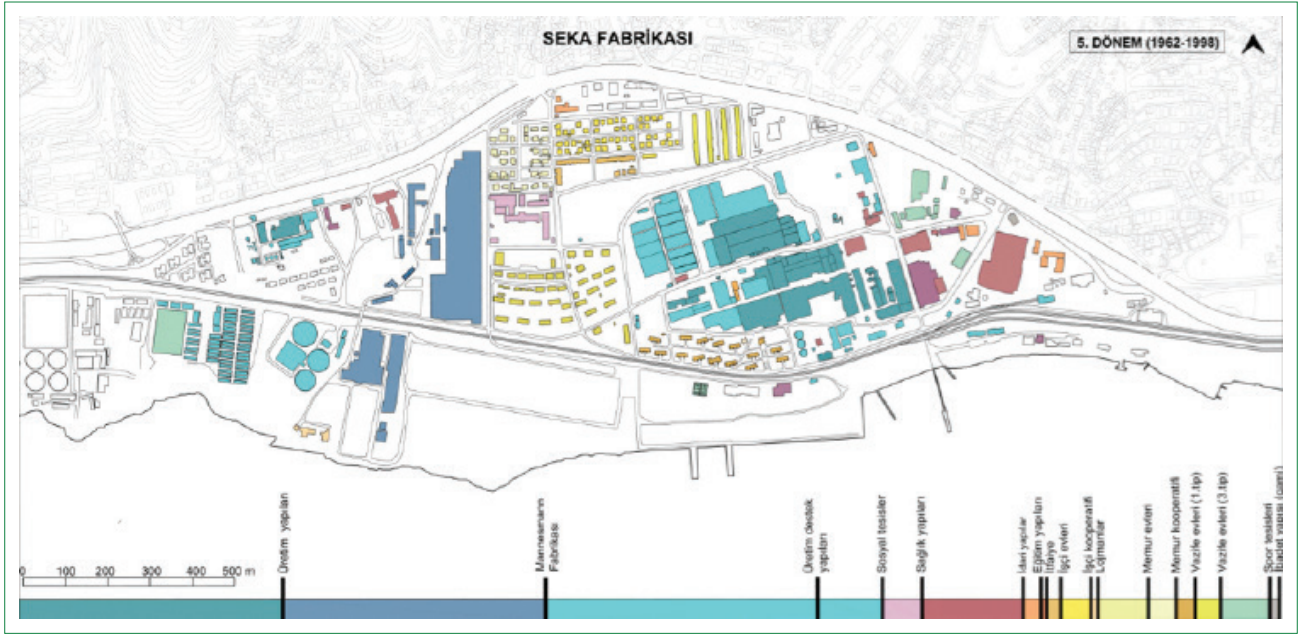 SEKA FABRİKASI
5. DÖNEM (1962-1998)
0 100 200 300 400 500 m
Üretim yapıları
Mannesmann
Fabrikası
Üretim destek
yapıları
Sosyal tesisler
Sağlık yapıları
İdari yapılar
Eğitim yapıları
İtfaiye
İşçi evleri
İşçi kooperatifi
Lojmanlar
Memur evleri
Memur kooperatifi
Vazife evleri (1.tip)
Vazife evleri (3.tip)
Spor tesisleri
İbadet yapısı (cami)